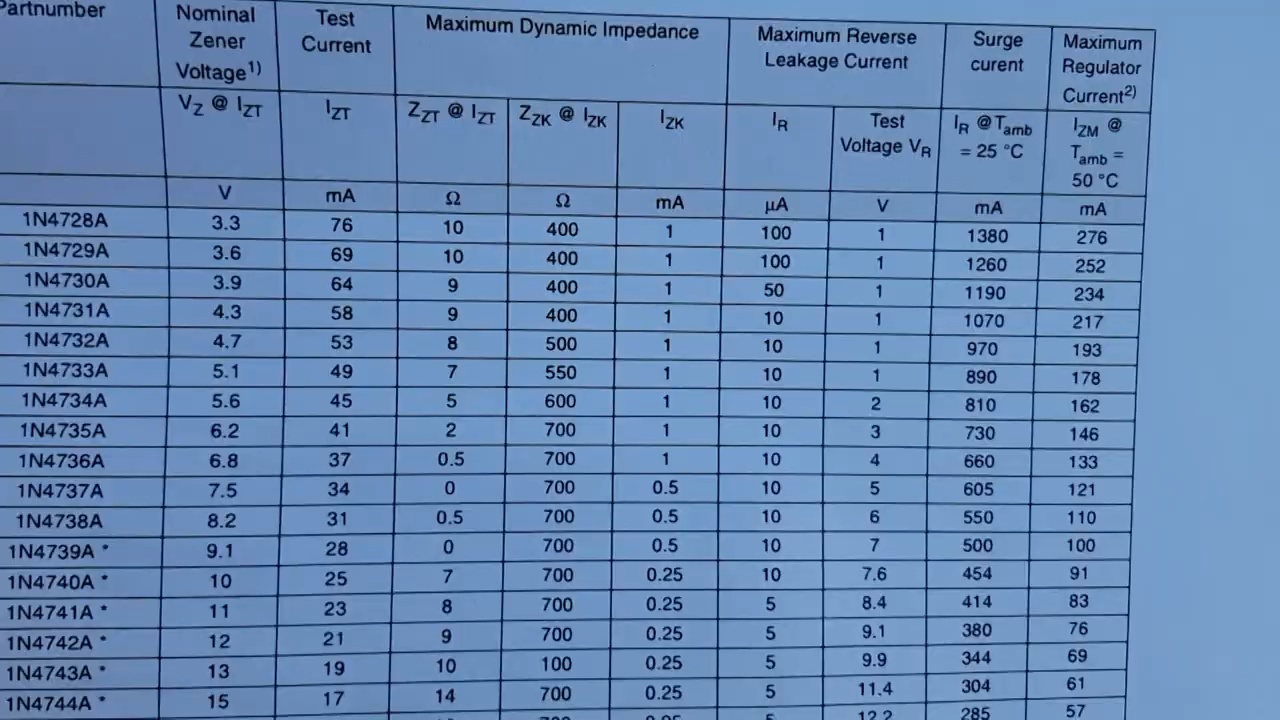 Partnumber Nominal Zener Voltage1) Test Current Maximum Dynamic Impedance Maximum Reverse Leakage Current Surge curent Maximum Regulator Current2)
VZ @ IZT IZT ZZT @ IZT ZZK @ IZK IZK IR Test Voltage VR IR @ Tamb = 25 °C IZM @ Tamb = 50 °C
V mA Ω Ω mA µA V mA mA
1N4728A 3.3 76 10 400 1 100 1 1380 276
1N4729A 3.6 69 10 400 1 100 1 1260 252
1N4730A 3.9 64 9 400 1 50 1 1190 234
1N4731A 4.3 58 9 400 1 10 1 1070 217
1N4732A 4.7 53 8 500 1 10 1 970 193
1N4733A 5.1 49 7 550 1 10 1 890 178
1N4734A 5.6 45 5 600 1 10 2 810 162
1N4735A 6.2 41 2 700 1 10 3 730 146
1N4736A 6.8 37 0.5 700 1 10 4 660 133
1N4737A 7.5 34 0 700 0.5 10 5 605 121
1N4738A 8.2 31 0.5 700 0.5 10 6 550 110
1N4739A * 9.1 28 0 700 0.5 10 7 500 100
1N4740A * 10 25 7 700 0.25 10 7.6 454 91
1N4741A * 11 23 8 700 0.25 5 8.4 414 83
1N4742A * 12 21 9 700 0.25 5 9.1 380 76
1N4743A * 13 19 10 100 0.25 5 9.9 344 69
1N4744A * 15 17 14 700 0.25 5 11.4 304 61
5 12.2 285 57